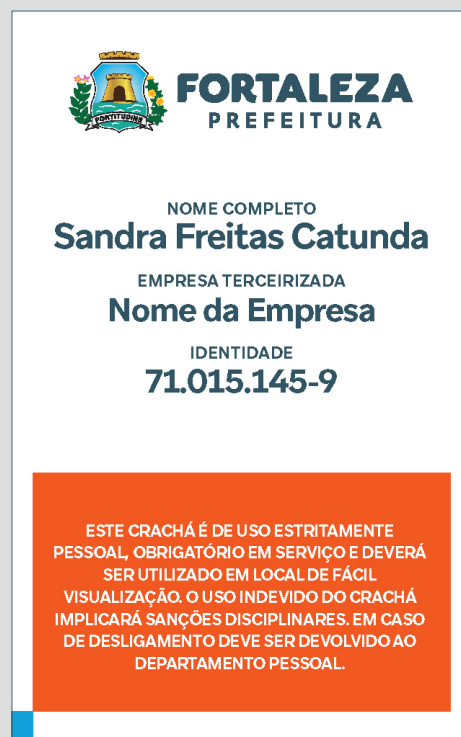 FORTITUDINE
FORTALEZA
PREFEITURA
NOME COMPLETO
Sandra Freitas Catunda
EMPRESA TERCEIRIZADA
Nome da Empresa
IDENTIDADE
71.015.145-9
ESTE CRACHÁ É DE USO ESTRITAMENTE
PESSOAL, OBRIGATÓRIO EM SERVIÇO E DEVERÁ
SER UTILIZADO EM LOCAL DE FÁCIL
VISUALIZAÇÃO. O USO INDEVIDO DO CRACHÁ
IMPLICARÁ SANÇÕES DISCIPLINARES. EM CASO
DE DESLIGAMENTO DEVE SER DEVOLVIDO AO
DEPARTAMENTO PESSOAL.